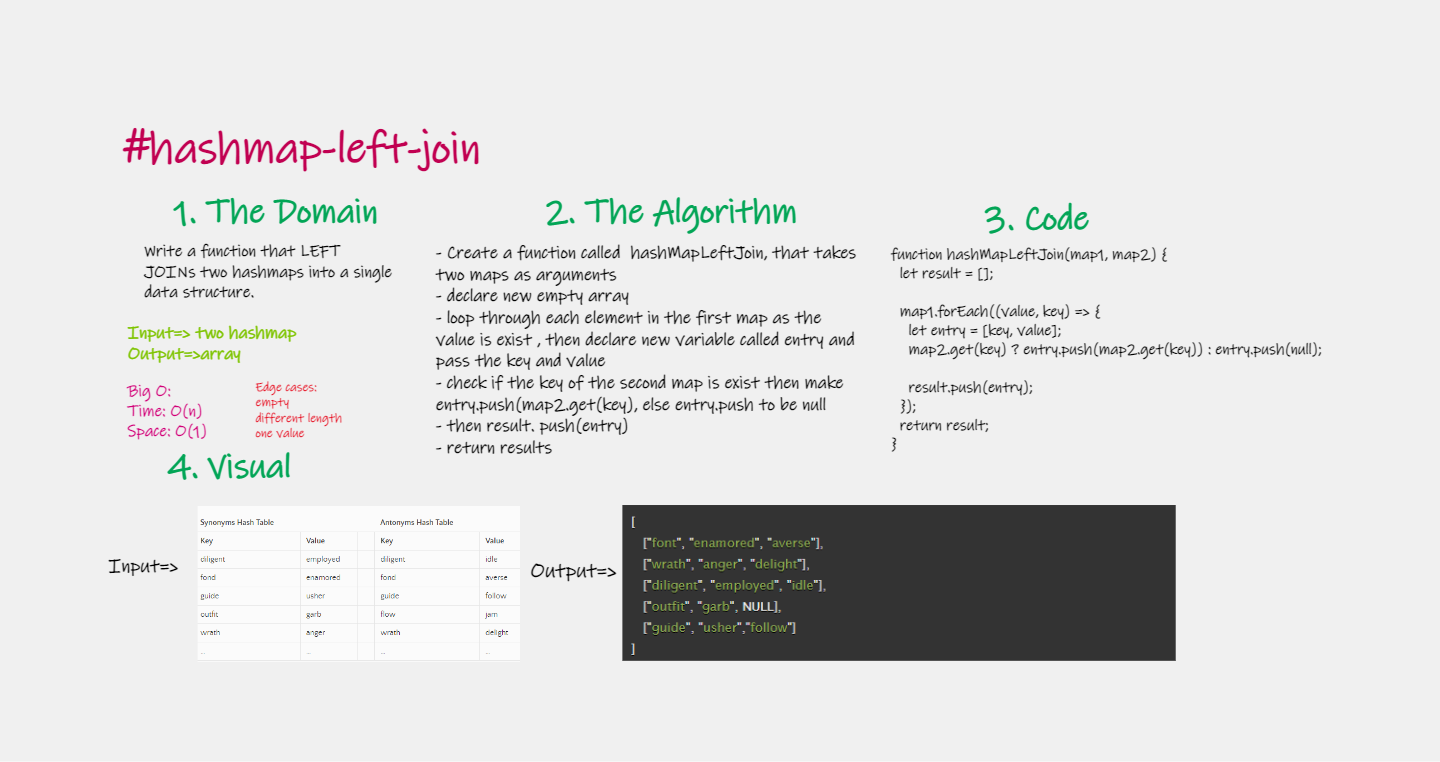 #hashmap-left-join
1. The Domain
Write a function that LEFT
JOINs two hashmaps into a single
data structure.
Input=> two hashmap
Output=>array
Big O:
Time: O(n)
Space: O(1)
Edge cases:
empty
different length
one value
2. The Algorithm
- Create a function called hashMapLeftJoin, that takes
two maps as arguments
- declare new empty array
- loop through each element in the first map as the
value is exist , then declare new variable called entry and
pass the key and value
- check if the key of the second map is exist then make
entry.push(map2.get(key), else entry.push to be null
- then result. push(entry)
- return results
3. Code
function hashMapLeftJoin(map1, map2) {
let result = [];
map1.forEach((value, key) => {
let entry = [key, value];
map2.get(key) ? entry.push(map2.get(key)) : entry.push(null);
result.push(entry);
});
return result;
}
4. Visual
Input=>
Synonyms Hash Table Antonyms Hash Table
Key Value Key Value
diligent employed diligent idle
fond enamored fond averse
guide usher guide follow
outfit garb flow jam
wrath anger wrath delight
... ... ... ...
Output=>
[
["font", "enamored", "averse"],
["wrath", "anger", "delight"],
["diligent", "employed", "idle"],
["outfit", "garb", NULL],
["guide", "usher","follow"]
]